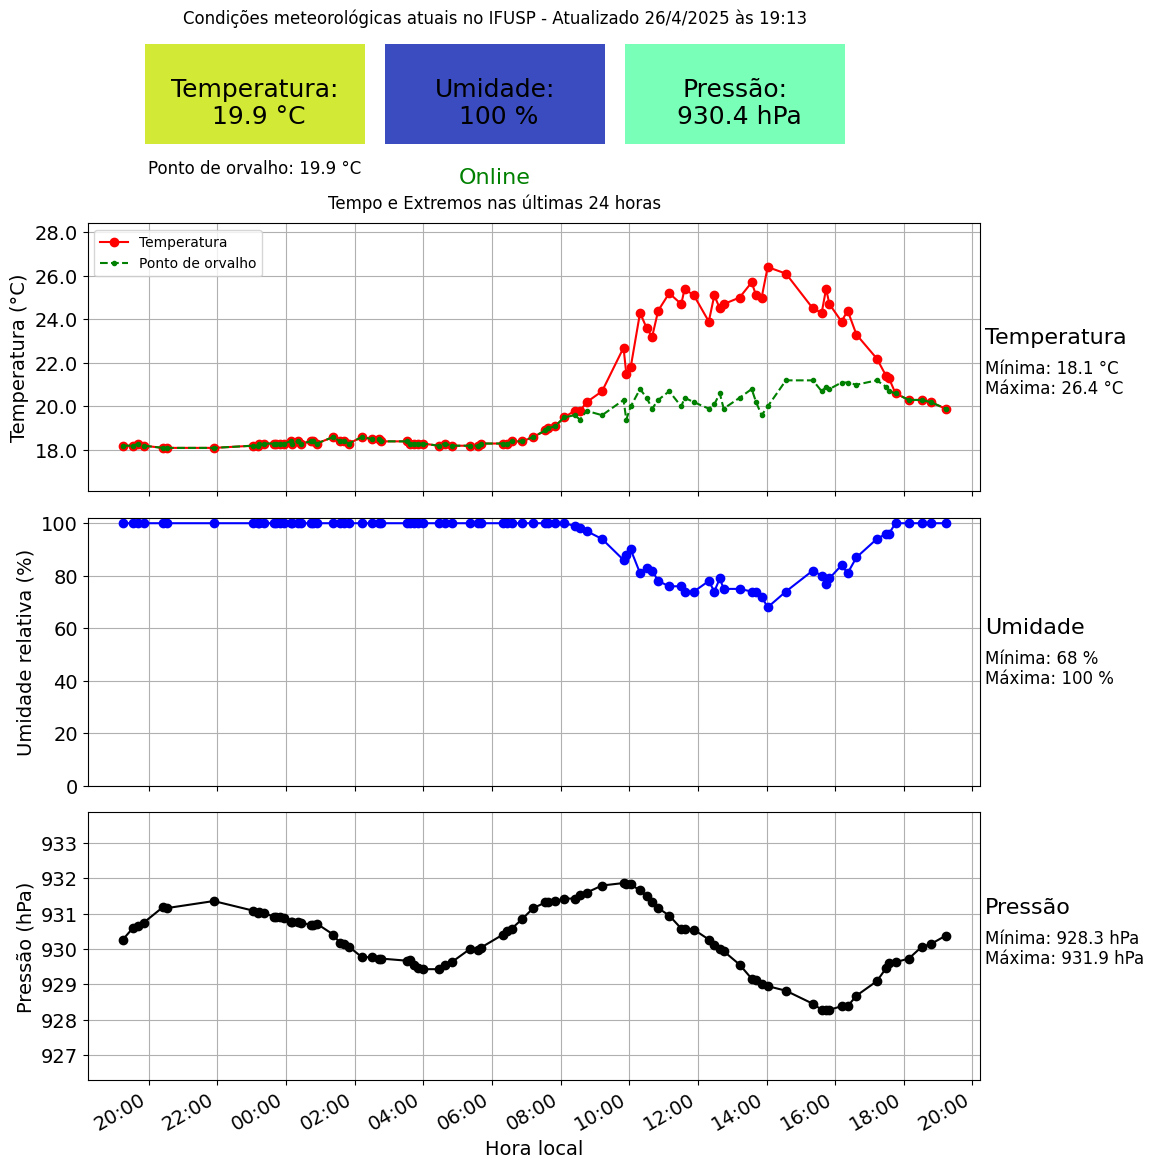 Condições meteorológicas atuais no IFUSP - Atualizado 26/4/2025 às 19:13
Temperatura:
19.9 °C
Umidade:
100 %
Pressão:
930.4 hPa
Ponto de orvalho: 19.9 °C
Online
Tempo e Extremos nas últimas 24 horas
Temperatura (°C)
28.0
26.0
24.0
22.0
20.0
18.0
Temperatura
Ponto de orvalho
Temperatura
Mínima: 18.1 °C
Máxima: 26.4 °C
Umidade relativa (%)
100
80
60
40
20
0
Umidade
Mínima: 68 %
Máxima: 100 %
Pressão (hPa)
933
932
931
930
929
928
927
Pressão
Mínima: 928.3 hPa
Máxima: 931.9 hPa
20:00 22:00 00:00 02:00 04:00 06:00 08:00 10:00 12:00 14:00 16:00 18:00 20:00
Hora local